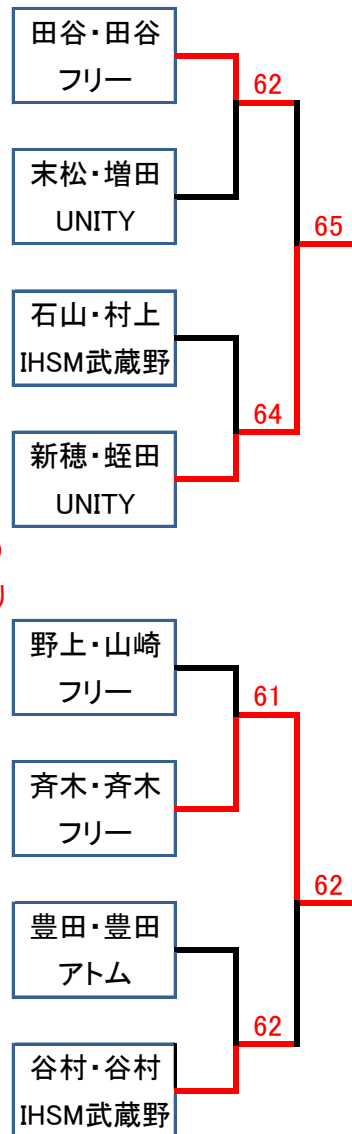 田谷・田谷
フリー
62
末松・増田
UNITY
65
石山・村上
IHSM武蔵野
64
新穂・蛭田
UNITY
り
野上・山崎
フリー
61
斉木・斉木
フリー
62
豊田・豊田
アトム
62
谷村・谷村
IHSM武蔵野